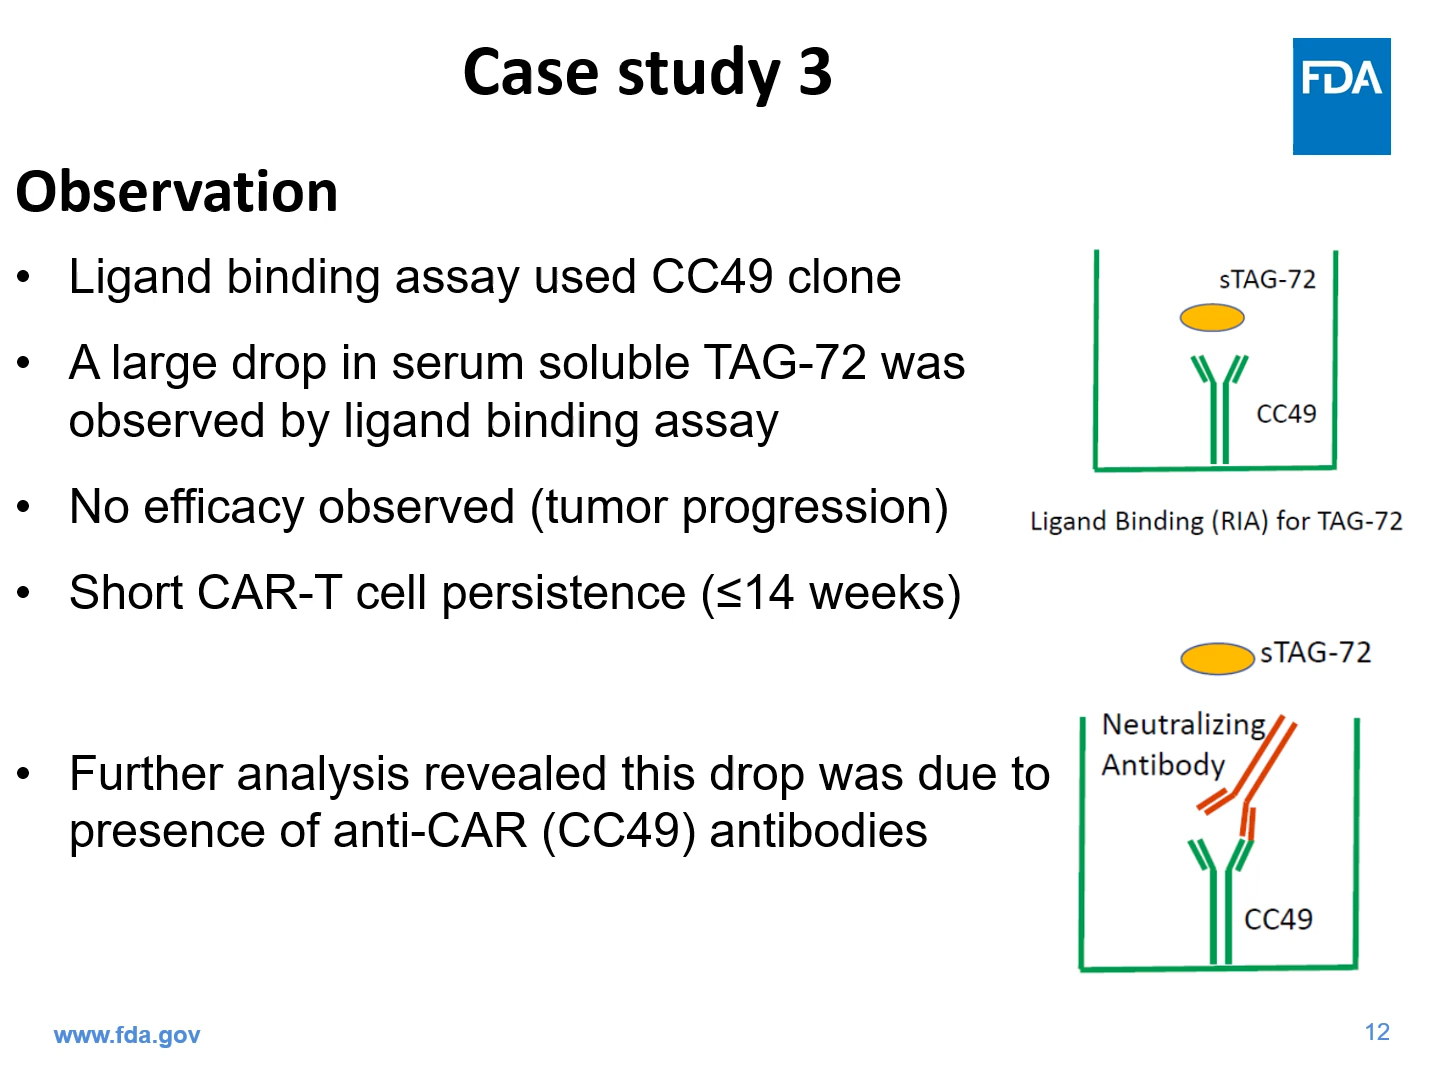 Case study 3
FDA
Observation
• Ligand binding assay used CC49 clone
• A large drop in serum soluble TAG-72 was
observed by ligand binding assay
• No efficacy observed (tumor progression)
• Short CAR-T cell persistence (≤14 weeks)
• Further analysis revealed this drop was due to
presence of anti-CAR (CC49) antibodies
sTAG-72
CC49
Ligand Binding (RIA) for TAG-72
sTAG-72
Neutralizing
Antibody
CC49
www.fda.gov
12